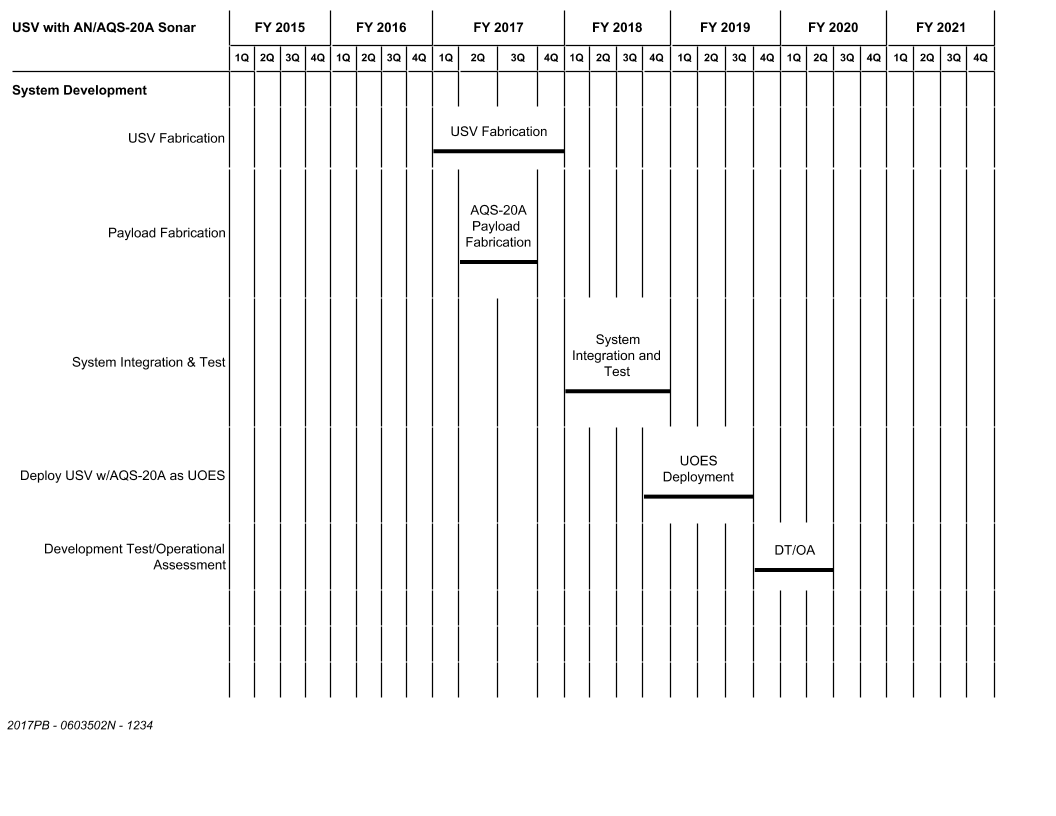 USV with AN/AQS-20A Sonar FY 2015 FY 2016 FY 2017 FY 2018 FY 2019 FY 2020 FY 2021
1Q 2Q 3Q 4Q 1Q 2Q 3Q 4Q 1Q 2Q 3Q 4Q 1Q 2Q 3Q 4Q 1Q 2Q 3Q 4Q 1Q 2Q 3Q 4Q 1Q 2Q 3Q 4Q
System Development
USV Fabrication
USV Fabrication
Payload Fabrication
AQS-20A
Payload
Fabrication
System Integration & Test
System
Integration and
Test
Deploy USV w/AQS-20A as UOES
UOES
Deployment
Development Test/Operational
Assessment
DT/OA
2017PB - 0603502N - 1234